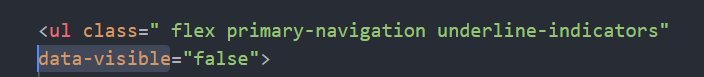 <ul class=" flex primary-navigation underline-indicators"
data-visible="false">